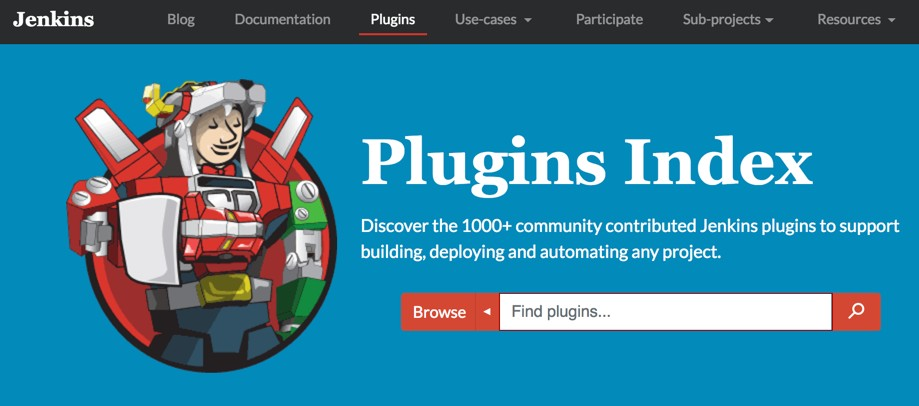 Jenkins
Blog
Documentation
Plugins
Use-cases
Participate
Sub-projects
Resources
Plugins Index
Discover the 1000+ community contributed Jenkins plugins to support
building, deploying and automating any project.
Browse
Find plugins...